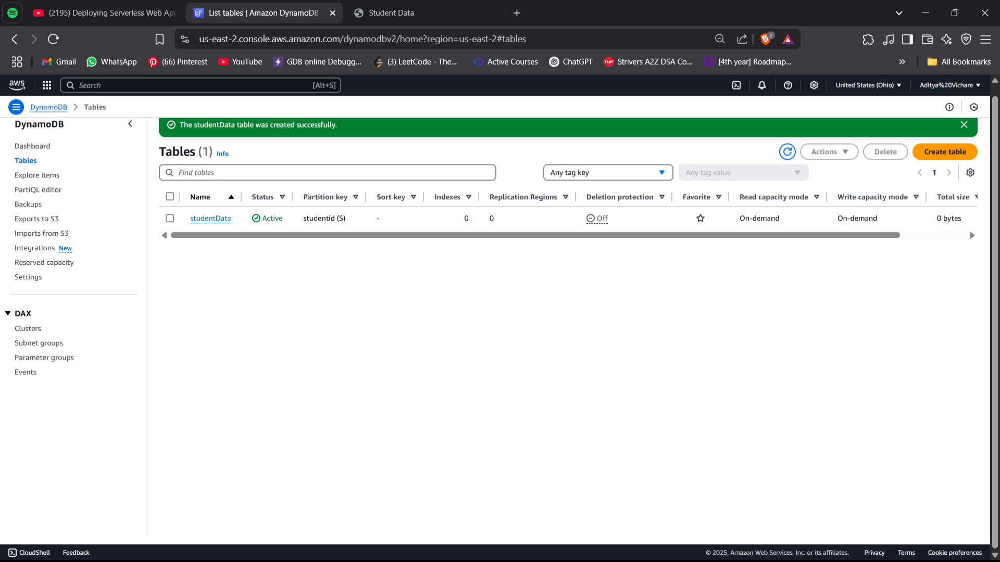 (2195) Deploying Serverless Web App
List tables | Amazon DynamoDB
Student Data
us-east-2.console.aws.amazon.com/dynamodbv2/home?region=us-east-2#tables
2
Gmail
WhatsApp
(66) Pinterest
YouTube
GDB online Debugg...
(3) LeetCode - The...
Active Courses
ChatGPT
TUF
Strivers A2Z DSA Co...
[4th year] Roadmap...
All Bookmarks
aws
Search
[Alt+S]
United States (Ohio)
Aditya%20Vichare
DynamoDB
Tables
DynamoDB
Dashboard
Tables
Explore items
PartiQL editor
Backups
Exports to S3
Imports from S3
Integrations New
Reserved capacity
Settings
DAX
Clusters
Subnet groups
Parameter groups
Events
The studentData table was created successfully.
Tables (1) Info
Actions
Delete
Create table
Find tables
Any tag key
Any tag value
1
Name Status Partition key Sort key Indexes Replication Regions Deletion protection Favorite Read capacity mode Write capacity mode Total size
studentData Active studentid (S) - 0 0 Off On-demand On-demand 0 bytes
CloudShell
Feedback
© 2025, Amazon Web Services, Inc. or its affiliates.
Privacy
Terms
Cookie preferences